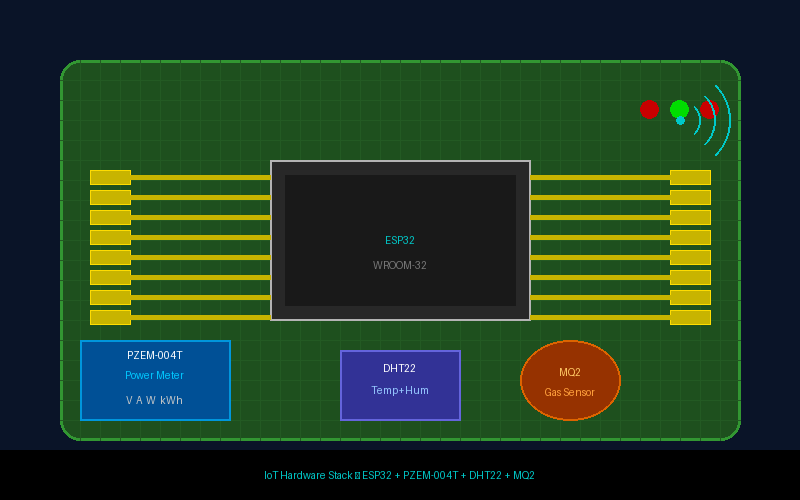 ESP32
WROOM-32
PZEM-004T
Power Meter
V A W kWh
DHT22
Temp+Hum
MQ2
Gas Sensor
IoT Hardware Stack ▯ ESP32 + PZEM-004T + DHT22 + MQ2